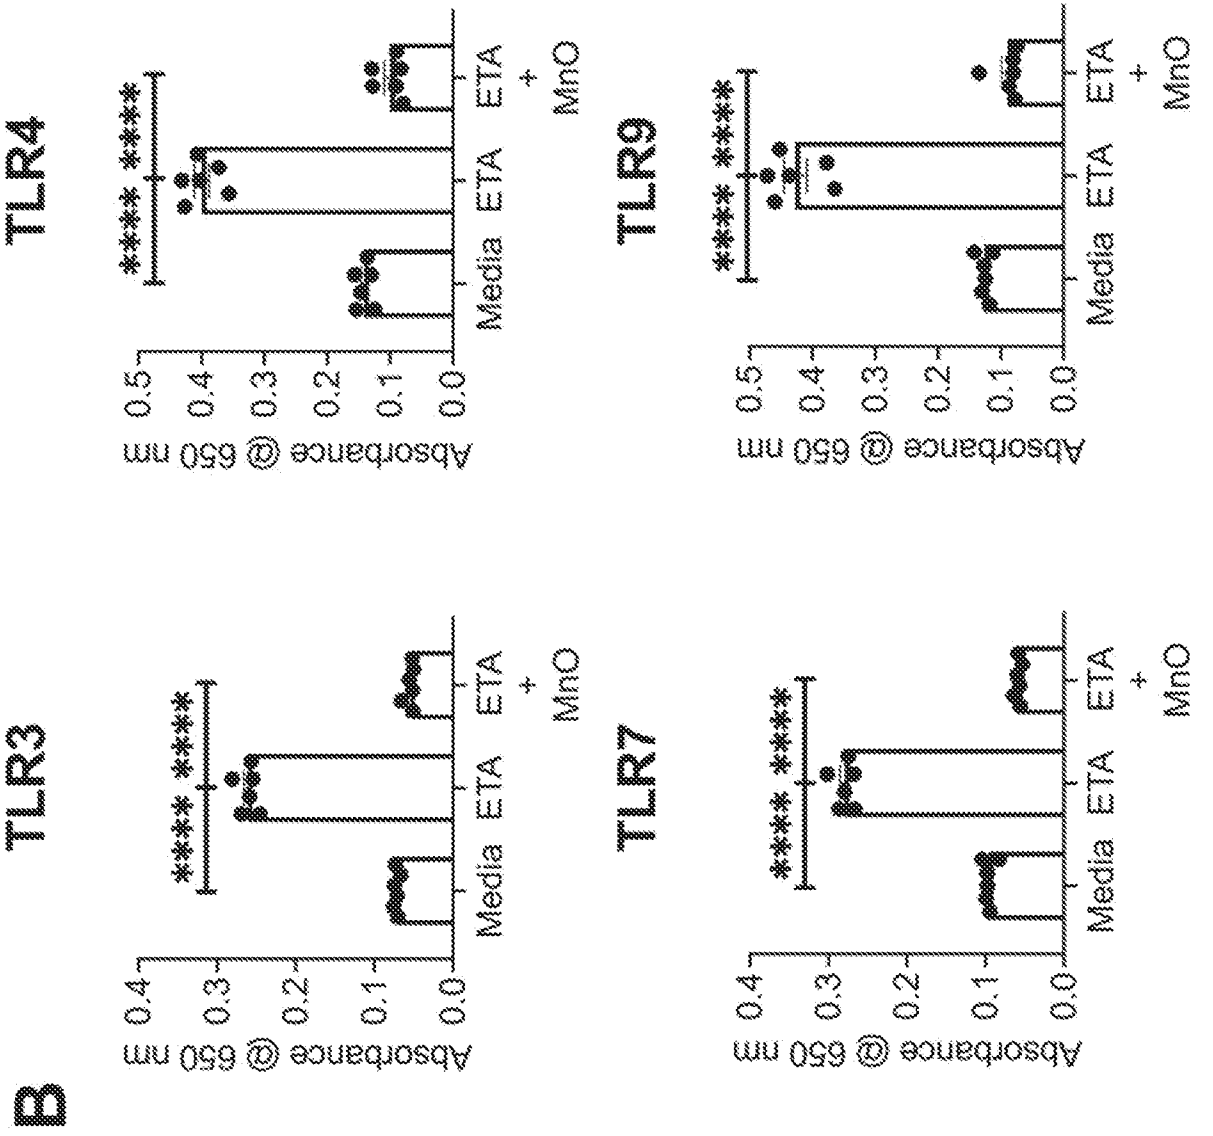 B
TLR3
**** ****
Absorbance @ 650 nm
0.4
0.3
0.2
0.1
0.0
Media ETA ETA
+
MnO
TLR4
**** ****
Absorbance @ 650 nm
0.5
0.4
0.3
0.2
0.1
0.0
Media ETA ETA
+
MnO
TLR7
**** ****
Absorbance @ 650 nm
0.4
0.3
0.2
0.1
0.0
Media ETA ETA
+
MnO
TLR9
**** ****
Absorbance @ 650 nm
0.5
0.4
0.3
0.2
0.1
0.0
Media ETA ETA
+
MnO